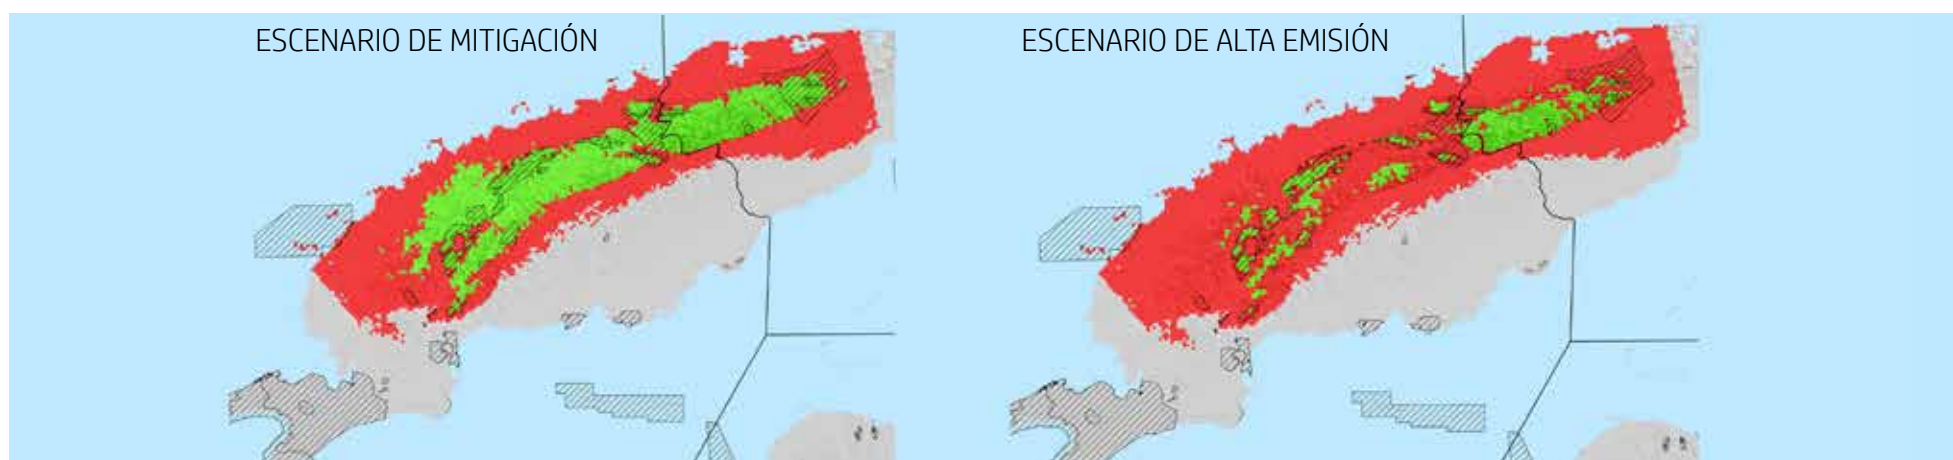 ESCENARIO DE MITIGACIÓN
ESCENARIO DE ALTA EMISIÓN